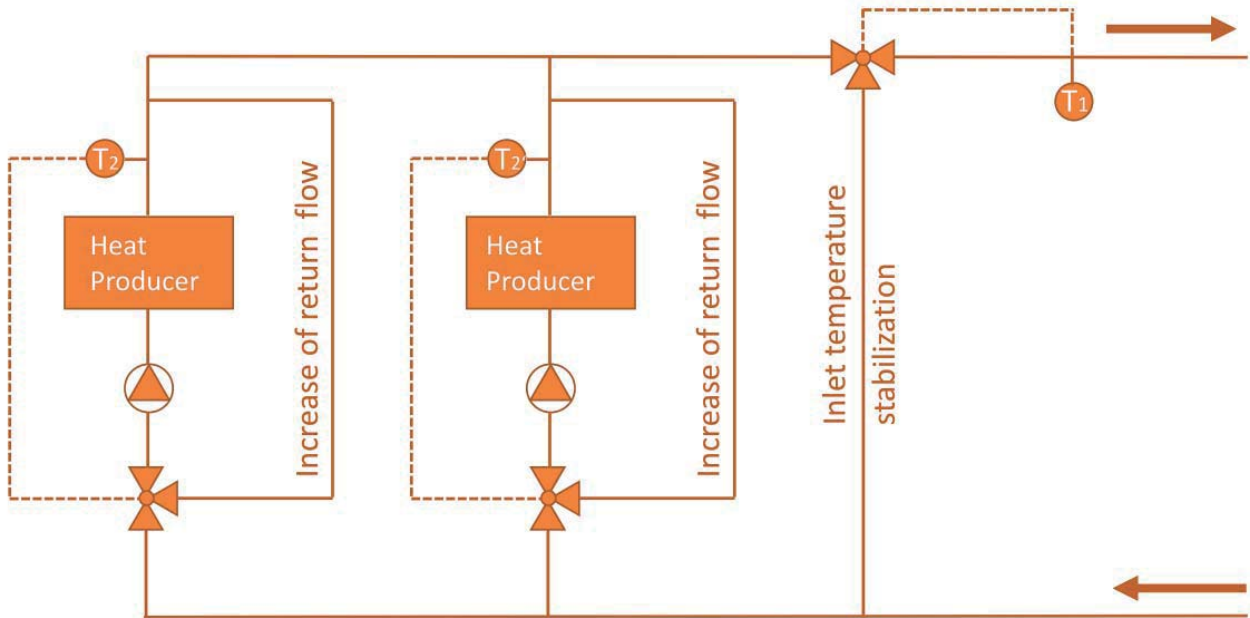 T1
T2
T2
Heat
Producer
Increase of return flow
Heat
Producer
Increase of return flow
Inlet temperature
stabilization